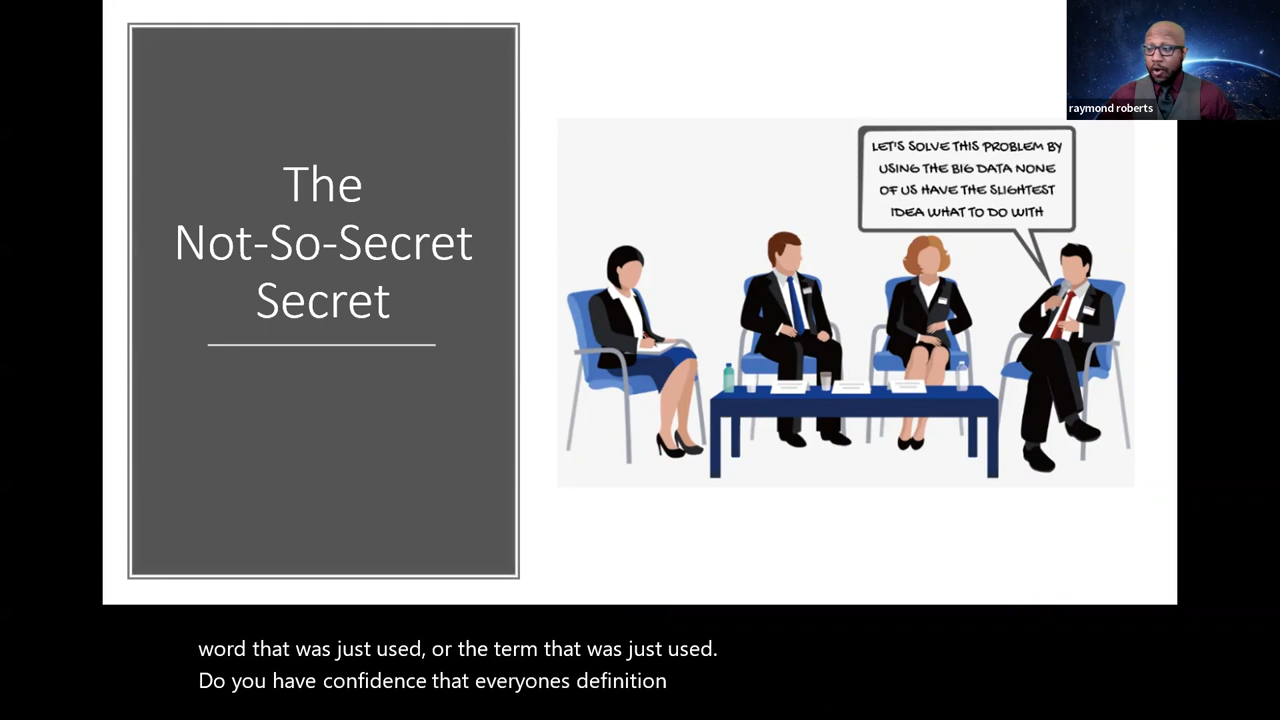 The
Not-So-Secret
Secret
LET'S SOLVE THIS PROBLEM BY
USING THE BIG DATA NONE
OF US HAVE THE SLIGHTEST
IDEA WHAT TO DO WITH
raymond roberts
word that was just used, or the term that was just used.
Do you have confidence that everyones definition